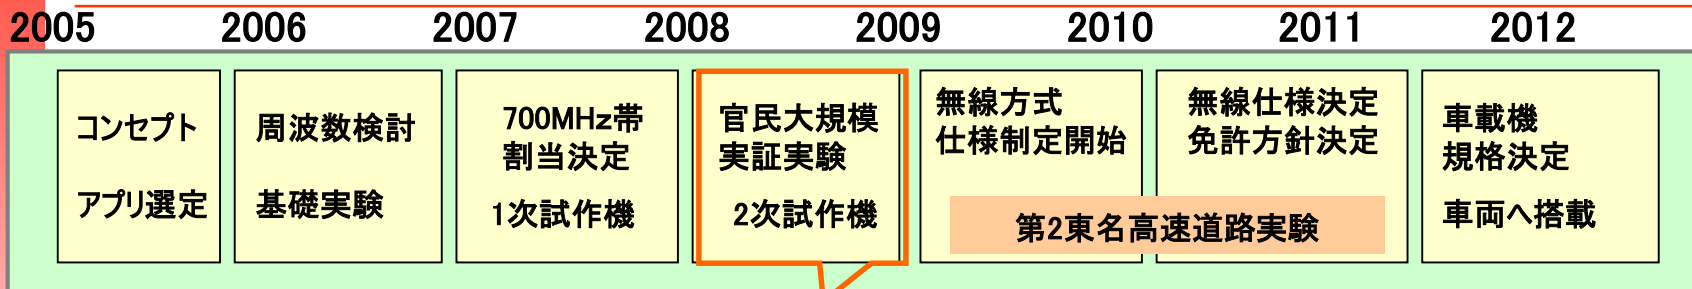 2005 2006 2007 2008 2009 2010 2011 2012
コンセプト
アプリ選定
周波数検討
基礎実験
700MHz帯
割当決定
1次試作機
官民大規模
実証実験
2次試作機
無線方式
仕様制定開始
無線仕様決定
免許方針決定
第2東名高速道路実験
車載機
規格決定
車両へ搭載